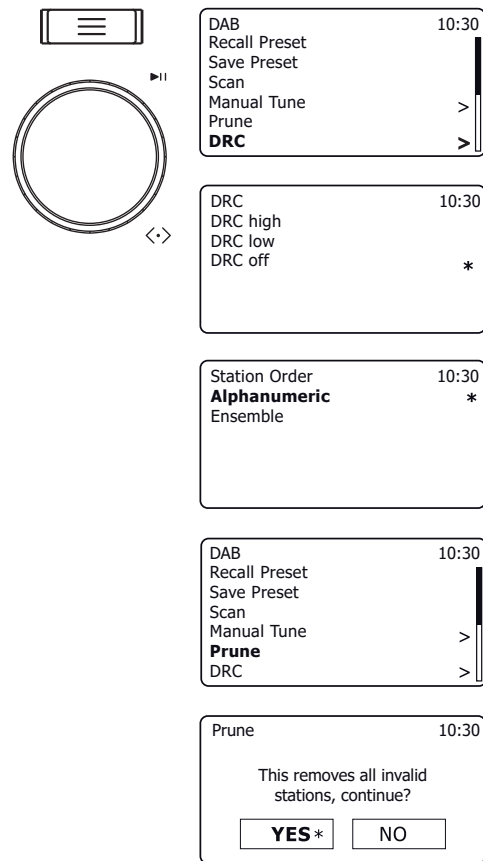 DAB 10:30
Recall Preset
Save Preset
Scan
Manual Tune >
Prune
DRC >
DRC 10:30
DRC high
DRC low
DRC off *
Station Order 10:30
Alphanumeric *
Ensemble
DAB 10:30
Recall Preset
Save Preset
Scan
Manual Tune >
Prune
DRC >
Prune 10:30
This removes all invalid
stations, continue?
YES* NO